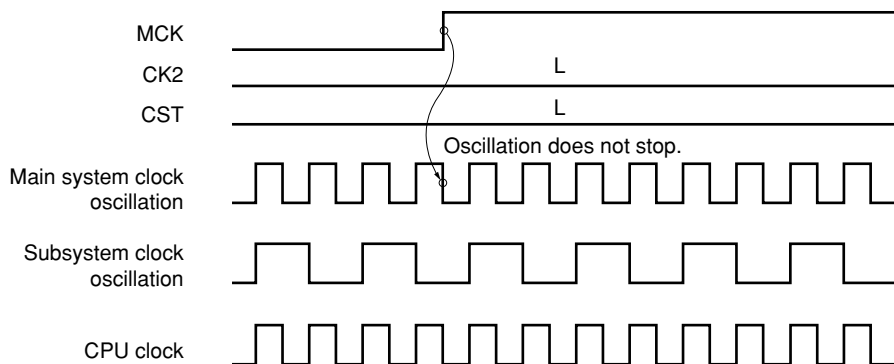 MCK
CK2
L
CST
L
Oscillation does not stop.
Main system clock
oscillation
Subsystem clock
oscillation
CPU clock